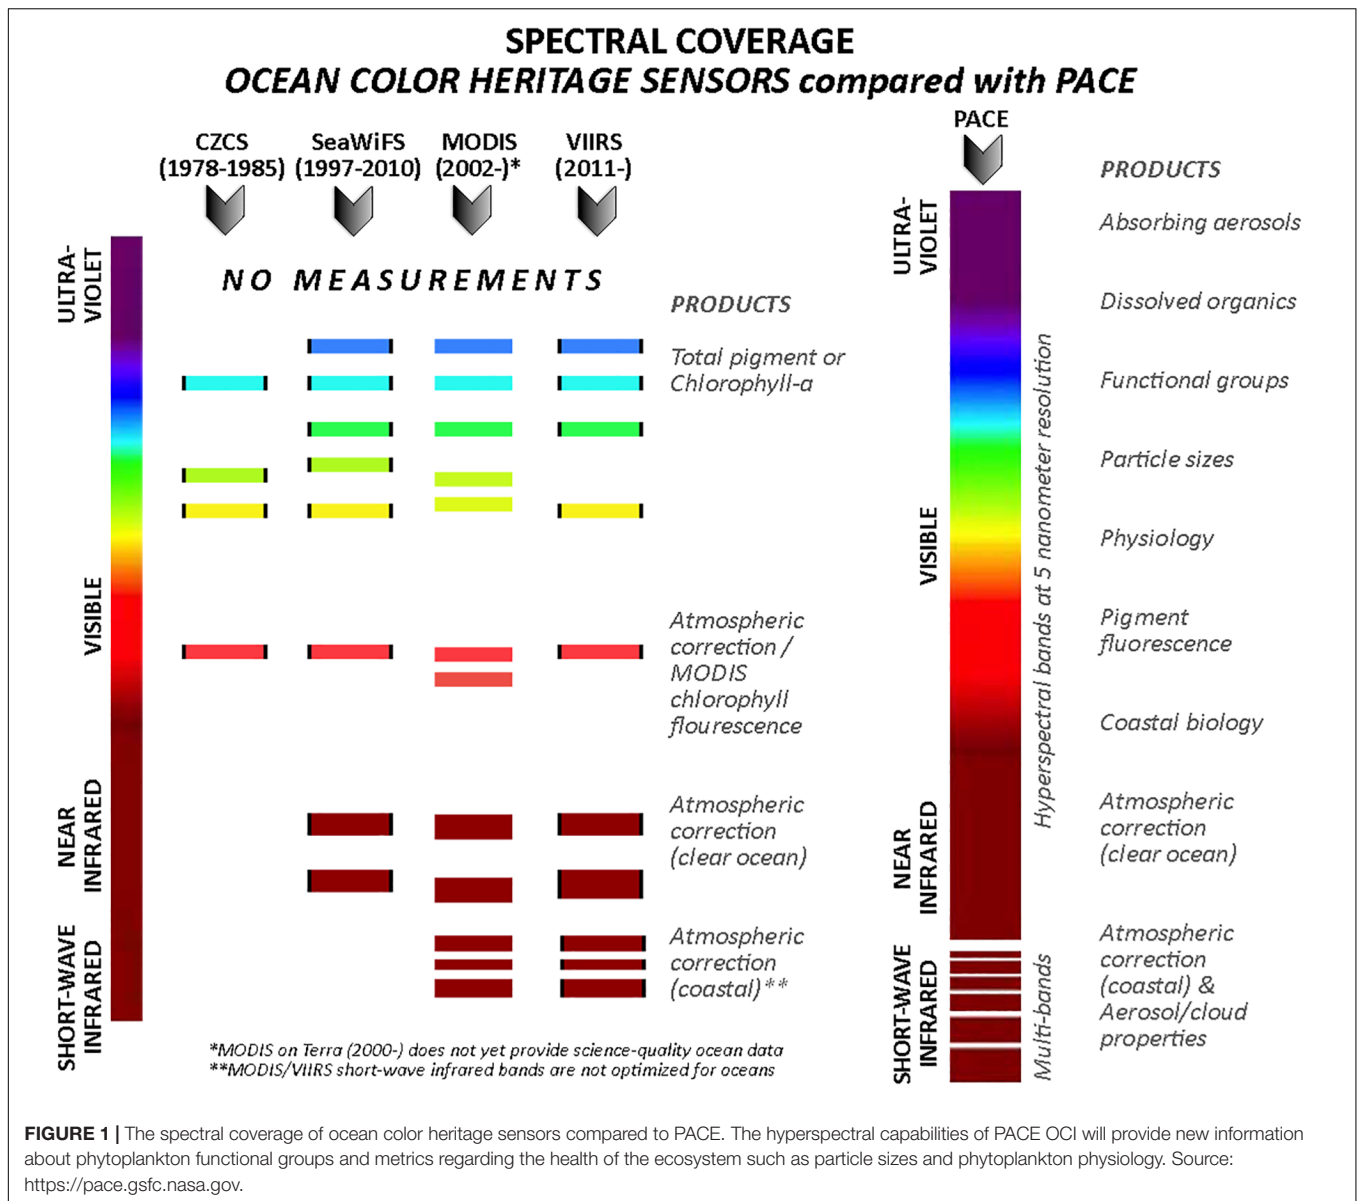 SPECTRAL COVERAGE
OCEAN COLOR HERITAGE SENSORS compared with PACE
CZCS
(1978-1985)
SeaWiFS
(1997-2010)
MODIS
(2002-)*
VIIRS
(2011-)
PACE
ULTRA-
VIOLET
VISIBLE
NEAR
INFRARED
SHORT-WAVE
INFRARED
NO MEASUREMENTS
PRODUCTS
Total pigment or
Chlorophyll-a
Atmospheric
correction /
MODIS
chlorophyll
flourescence
Atmospheric
correction
(clear ocean)
Atmospheric
correction
(coastal)**
*MODIS on Terra (2000-) does not yet provide science-quality ocean data
**MODIS/VIIRS short-wave infrared bands are not optimized for oceans
ULTRA-
VIOLET
VISIBLE
NEAR
INFRARED
SHORT-WAVE
INFRARED
Hyperspectral bands at 5 nanometer resolution
Multi-bands
PRODUCTS
Absorbing aerosols
Dissolved organics
Functional groups
Particle sizes
Physiology
Pigment
fluorescence
Coastal biology
Atmospheric
correction
(clear ocean)
Atmospheric
correction
(coastal) &
Aerosol/cloud
properties
FIGURE 1 | The spectral coverage of ocean color heritage sensors compared to PACE. The hyperspectral capabilities of PACE OCI will provide new information
about phytoplankton functional groups and metrics regarding the health of the ecosystem such as particle sizes and phytoplankton physiology. Source:
https://pace.gsfc.nasa.gov.